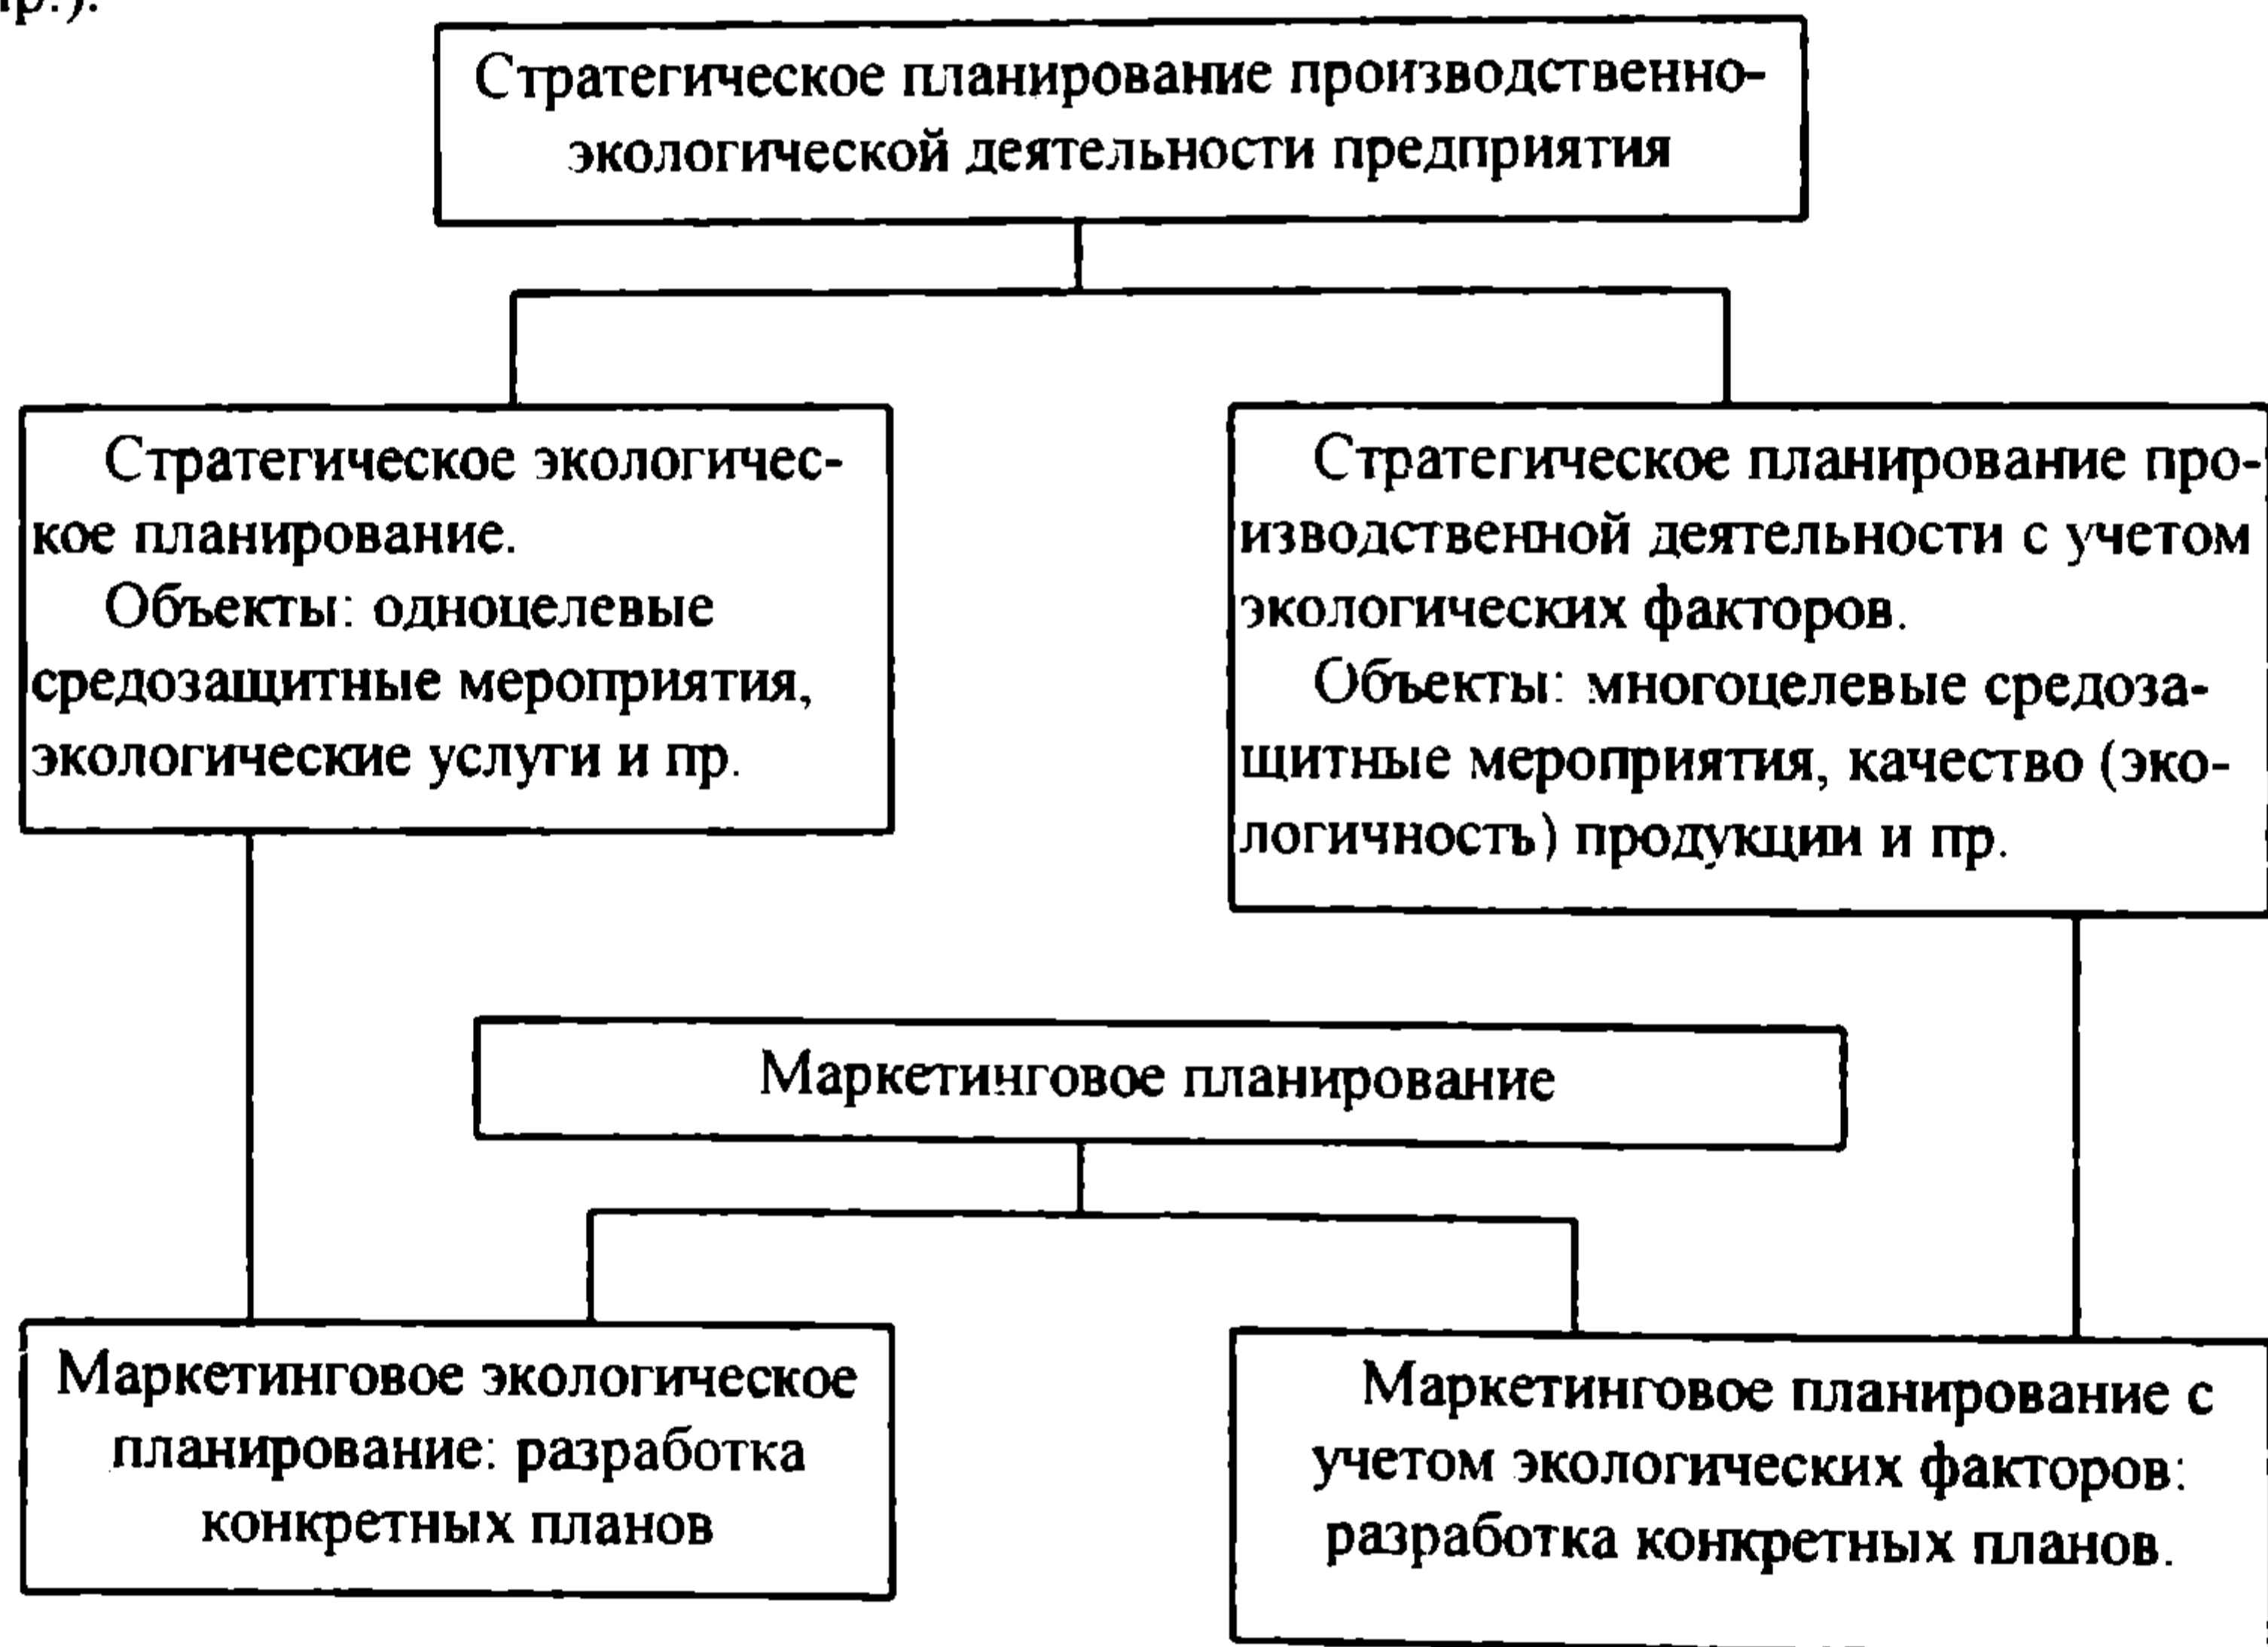 пр.).
Стратегическое планирование производственно-
экологической деятельности предприятия
Стратегическое экологичес-
кое планирование.
Объекты: одноцелевые
средозащитные мероприятия,
экологические услуги и пр.
Стратегическое планирование про-
изводственной деятельности с учетом
экологических факторов.
Объекты: многоцелевые средоза-
щитные мероприятия, качество (эко-
логичность) продукции и пр.
Маркетинговое планирование
Маркетинговое экологическое
планирование: разработка
конкретных планов
Маркетинговое планирование с
учетом экологических факторов:
разработка конкретных планов.